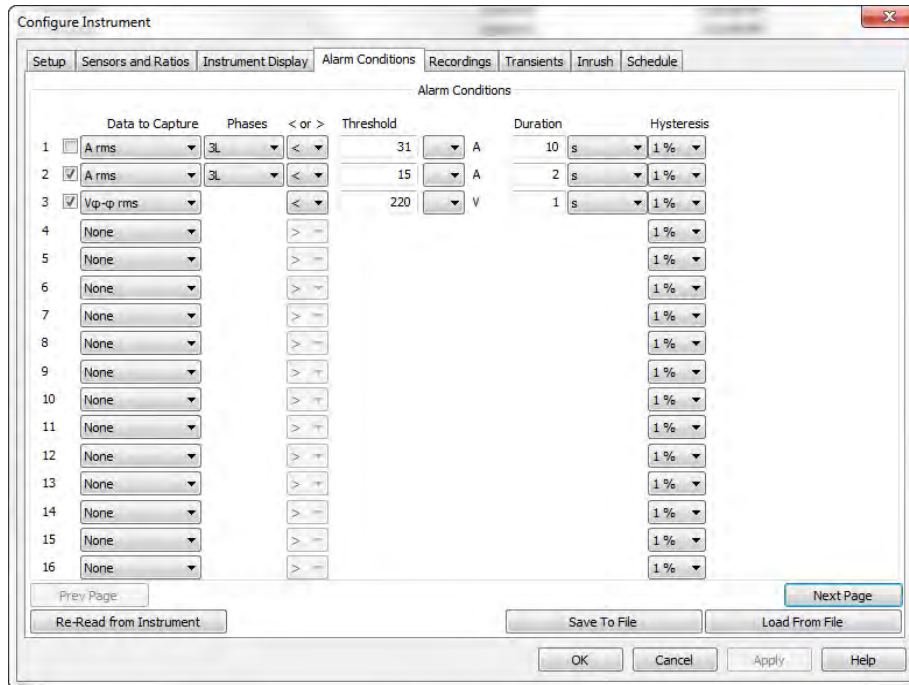 Configure Instrument
x
Setup Sensors and Ratios Instrument Display Alarm Conditions Recordings Transients Inrush Schedule
Alarm Conditions
Data to Capture Phases < or > Threshold Duration Hysteresis
1 A rms 3L < 31 A 10 s 1 %
2 A rms 3L < 15 A 2 s 1 %
3 Vφ-φ rms < 220 V 1 s 1 %
4 None > 1 %
5 None > 1 %
6 None > 1 %
7 None > 1 %
8 None > 1 %
9 None > 1 %
10 None > 1 %
11 None > 1 %
12 None > 1 %
13 None > 1 %
14 None > 1 %
15 None > 1 %
16 None > 1 %
Prev Page Next Page
Re-Read from Instrument Save To File Load From File
OK Cancel Apply Help